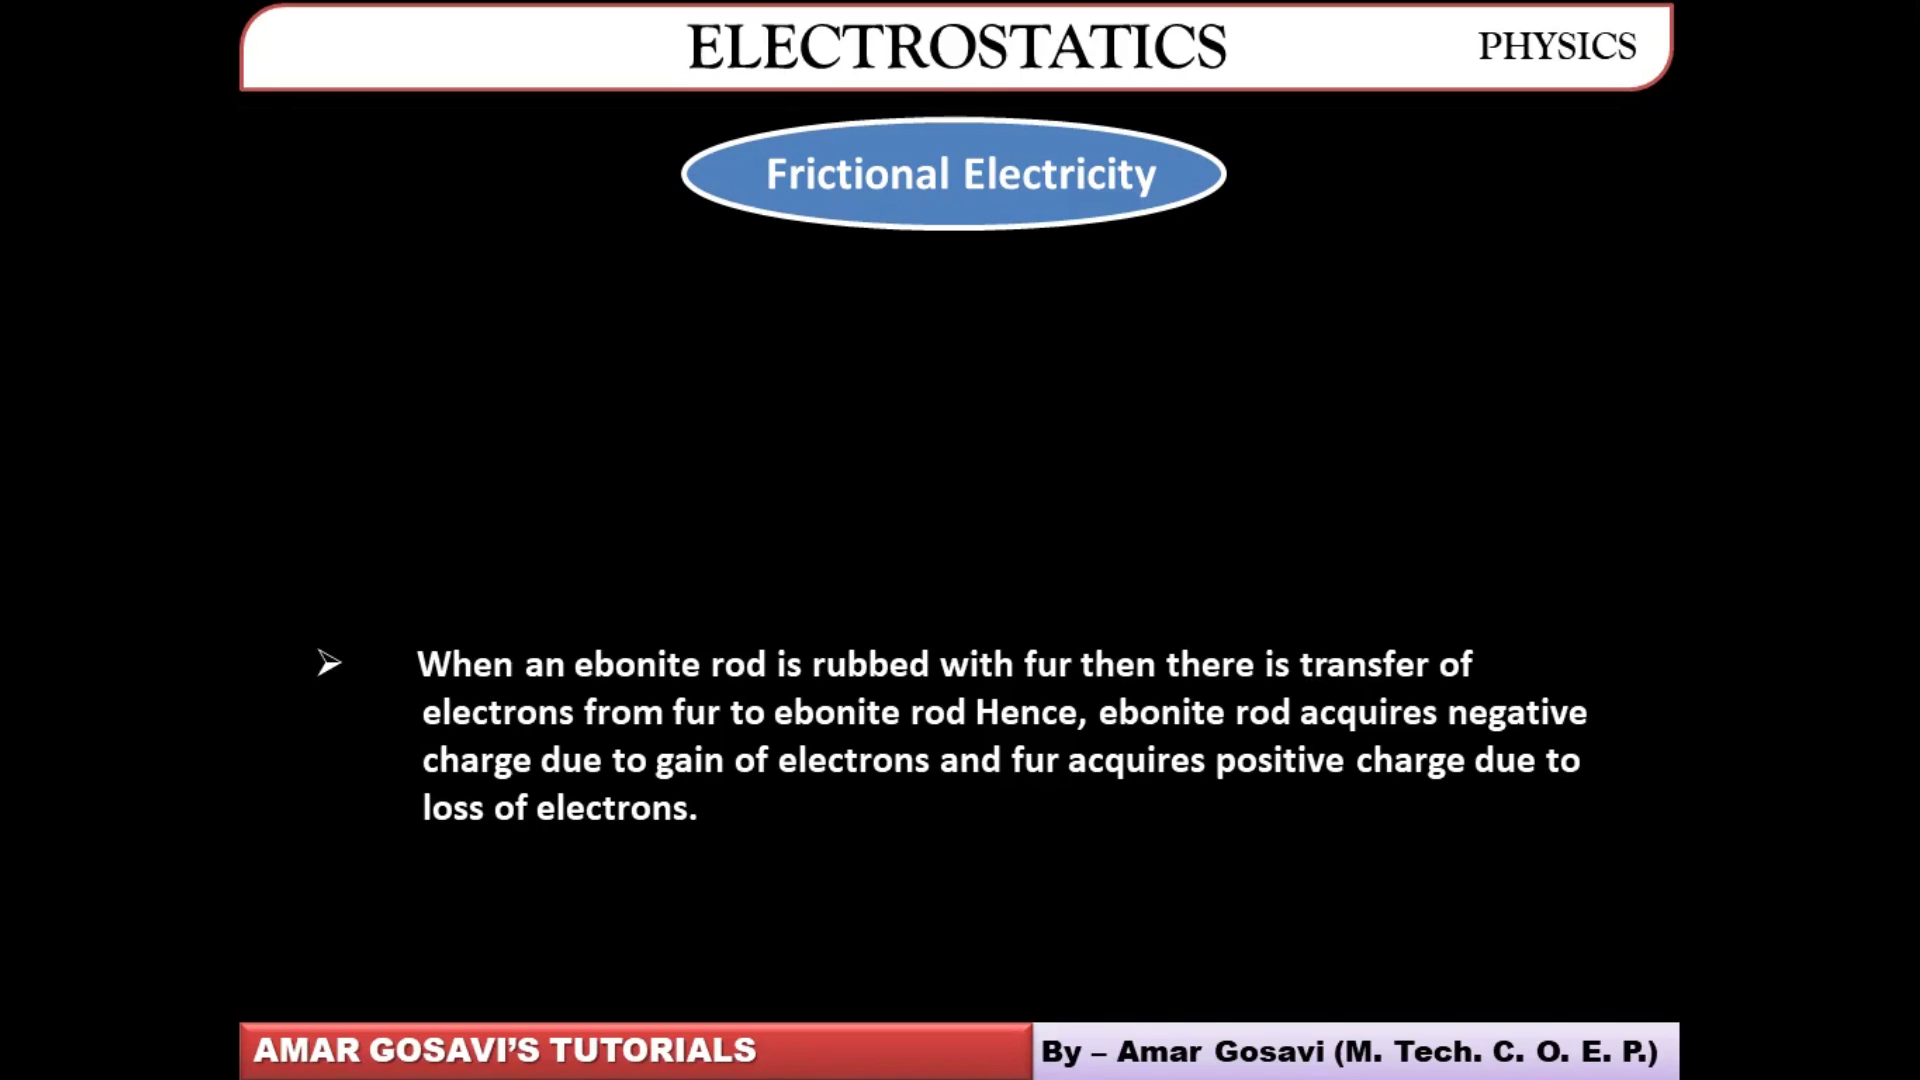 ELECTROSTATICS
PHYSICS
Frictional Electricity
➢ When an ebonite rod is rubbed with fur then there is transfer of
electrons from fur to ebonite rod Hence, ebonite rod acquires negative
charge due to gain of electrons and fur acquires positive charge due to
loss of electrons.
AMAR GOSAVI’S TUTORIALS
By – Amar Gosavi (M. Tech. C. O. E. P.)